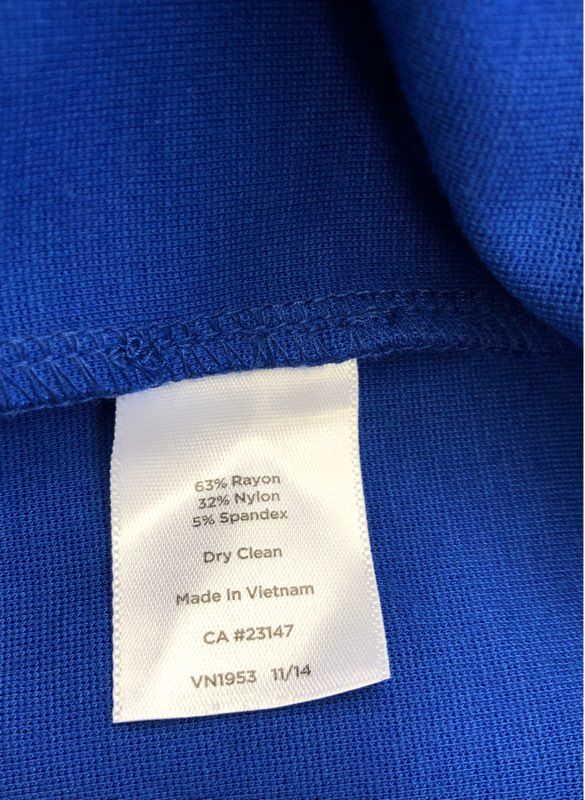 63% Rayon
32% Nylon
5% Spandex
Dry Clean
Made In Vietnam
CA #23147
VN1953 11/14